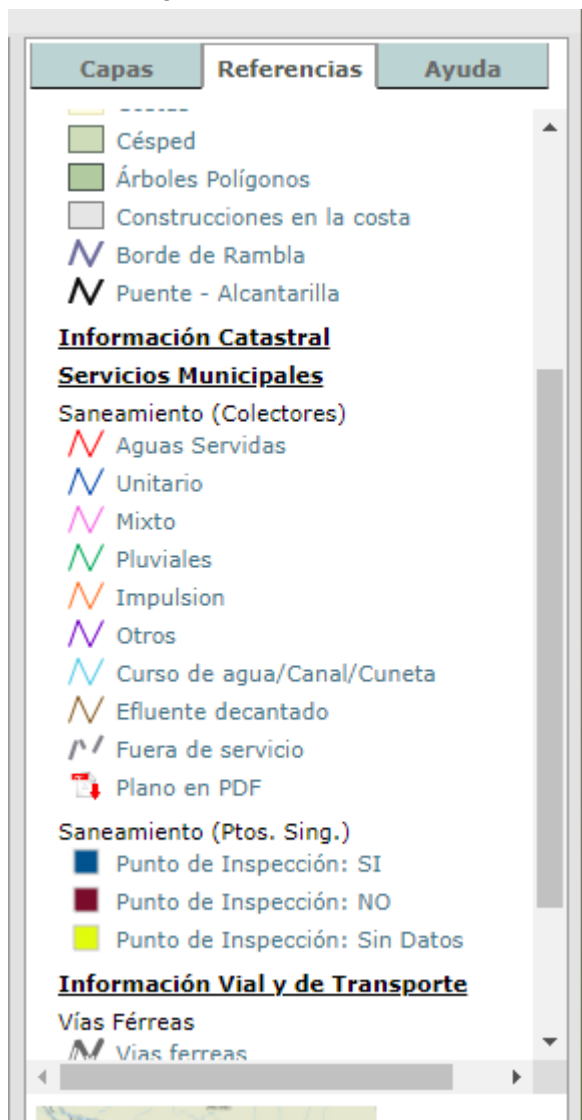 Capas Referencias Ayuda
Césped
Árboles Polígonos
Construcciones en la costa
Borde de Rambla
Puente - Alcantarilla
Información Catastral
Servicios Municipales
Saneamiento (Colectores)
Aguas Servidas
Unitario
Mixto
Pluviales
Impulsion
Otros
Curso de agua/Canal/Cuneta
Efluente decantado
Fuera de servicio
Plano en PDF
Saneamiento (Ptos. Sing.)
Punto de Inspección: SI
Punto de Inspección: NO
Punto de Inspección: Sin Datos
Información Vial y de Transporte
Vías Férreas
Vias ferreas